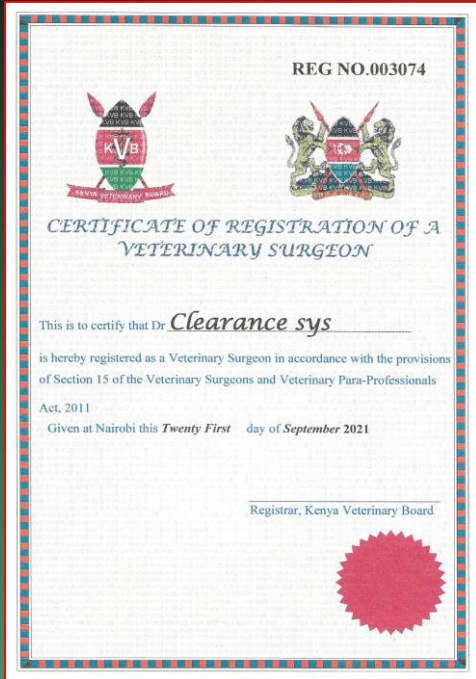 REG NO.003074
KVB
KENYA VETERINARY BOARD
CERTIFICATE OF REGISTRATION OF A
VETERINARY SURGEON
This is to certify that Dr Clearance sys
is hereby registered as a Veterinary Surgeon in accordance with the provisions
of Section 15 of the Veterinary Surgeons and Veterinary Para-Professionals
Act, 2011
Given at Nairobi this Twenty First day of September 2021
Registrar, Kenya Veterinary Board